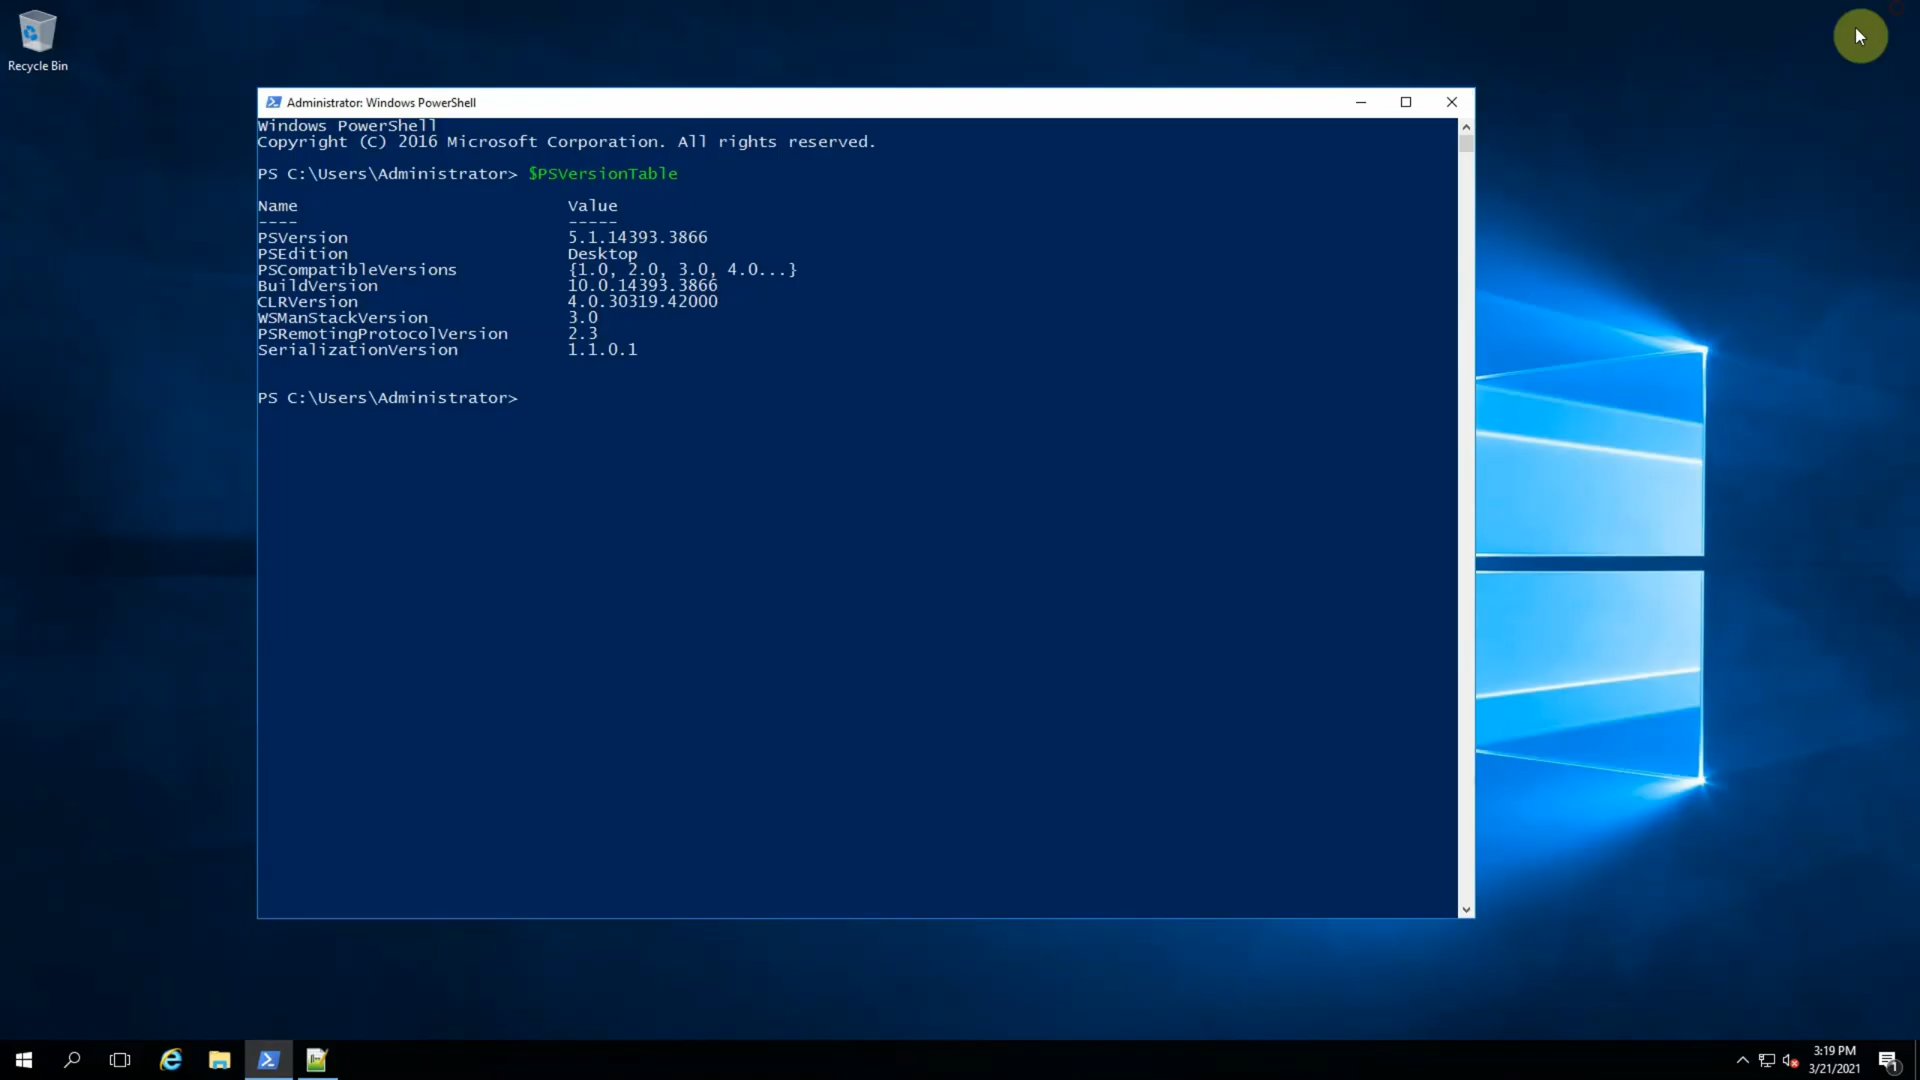 Recycle Bin
Administrator: Windows PowerShell
Windows PowerShell
Copyright (C) 2016 Microsoft Corporation. All rights reserved.
PS C:\Users\Administrator> $PSVersionTable
Name Value
---- -----
PSVersion 5.1.14393.3866
PSEdition Desktop
PSCompatibleVersions {1.0, 2.0, 3.0, 4.0...}
BuildVersion 10.0.14393.3866
CLRVersion 4.0.30319.42000
WSManStackVersion 3.0
PSRemotingProtocolVersion 2.3
SerializationVersion 1.1.0.1
PS C:\Users\Administrator>
3:19 PM
3/21/2021
1